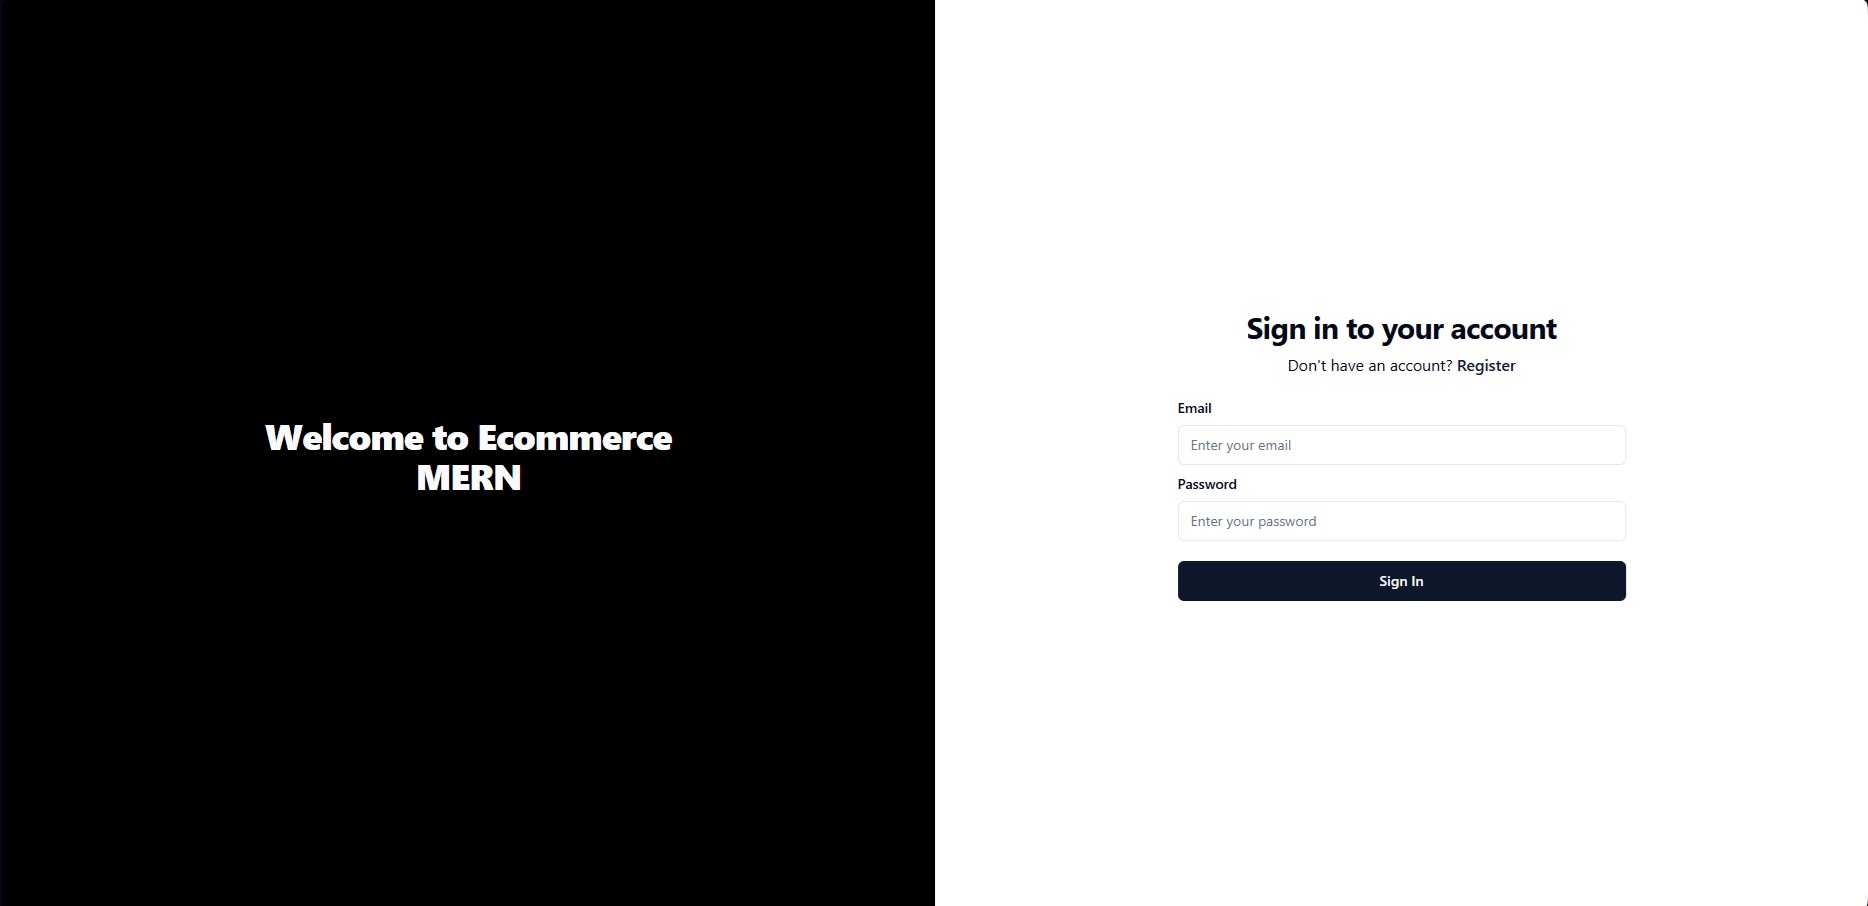 Welcome to Ecommerce
MERN
Sign in to your account
Don't have an account? Register
Email
Enter your email
Password
Enter your password
Sign In